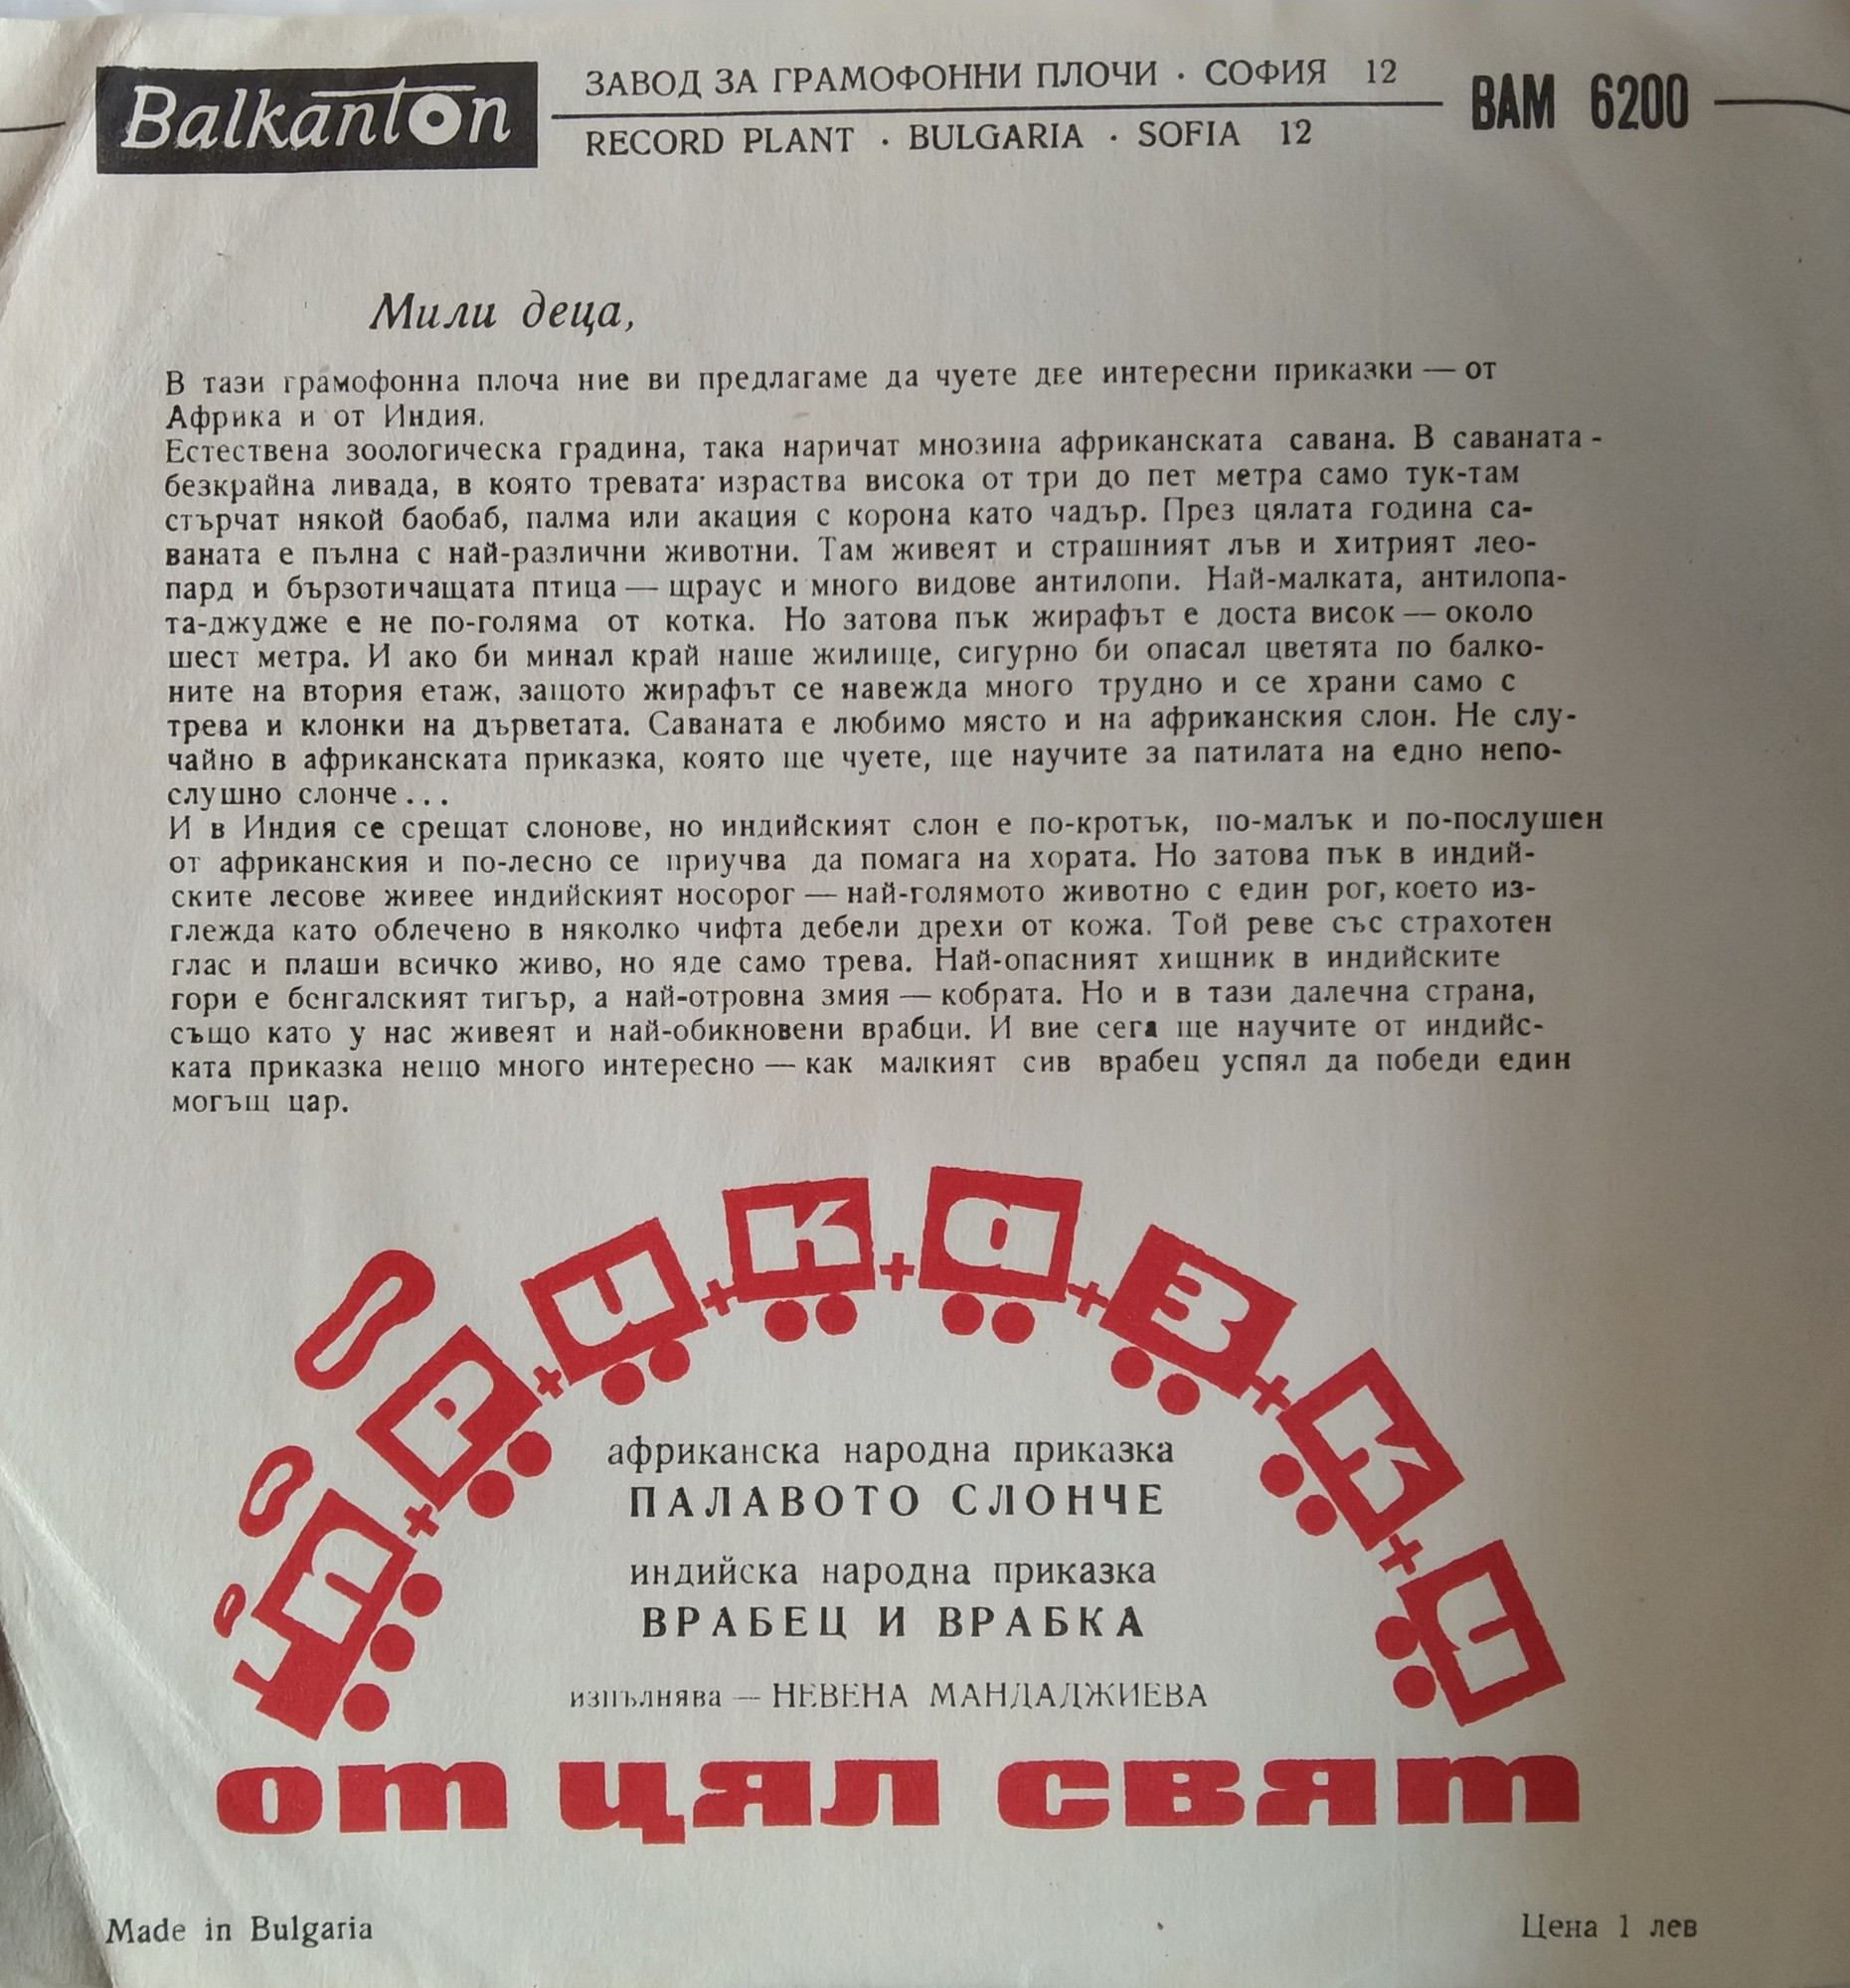 Balkanton
ЗАВОД ЗА ГРАМОФОННИ ПЛОЧИ · СОФИЯ 12
RECORD PLANT · BULGARIA · SOFIA 12
ВАМ 6200
Мили деца,
В тази грамофонна плоча ние ви предлагаме да чуете две интересни приказки — от
Африка и от Индия.
Естествена зоологическа градина, така наричат мнозина африканската савана. В саваната -
безкрайна ливада, в която тревата израства висока от три до пет метра само тук-там
стърчат някой баобаб, палма или акация с корона като чадър. През цялата година са-
ваната е пълна с най-различни животни. Там живеят и страшният лъв и хитрият лео-
пард и бързотичащата птица — щраус и много видове антилопи. Най-малката, антилопа-
та-джудже е не по-голяма от котка. Но затова пък жирафът е доста висок — около
шест метра. И ако би минал край наше жилище, сигурно би опасал цветята по балко-
ните на втория етаж, защото жирафът се навежда много трудно и се храни само с
трева и клонки на дърветата. Саваната е любимо място и на африканския слон. Не слу-
чайно в африканската приказка, която ще чуете, ще научите за патилата на едно непо-
слушно слонче...
И в Индия се срещат слонове, но индийският слон е по-кротък, по-малък и по-послушен
от африканския и по-лесно се приучва да помага на хората. Но затова пък в индий-
ските лесове живее индийският носорог — най-голямото животно с един рог, което из-
глежда като облечено в няколко чифта дебели дрехи от кожа. Той реве със страхотен
глас и плаши всичко живо, но яде само трева. Най-опасният хищник в индийските
гори е бенгалският тигър, а най-отровна змия — кобрата. Но и в тази далечна страна,
също като у нас живеят и най-обикновени врабци. И вие сега ще научите от индийс-
ката приказка нещо много интересно — как малкият сив врабец успял да победи един
могъщ цар.
приказки
африканска народна приказка
ПАЛАВОТО СЛОНЧЕ
индийска народна приказка
ВРАБЕЦ И ВРАБКА
изпълнява — НЕВЕНА МАНДАДЖИЕВА
от цял свят
Made in Bulgaria
Цена 1 лев